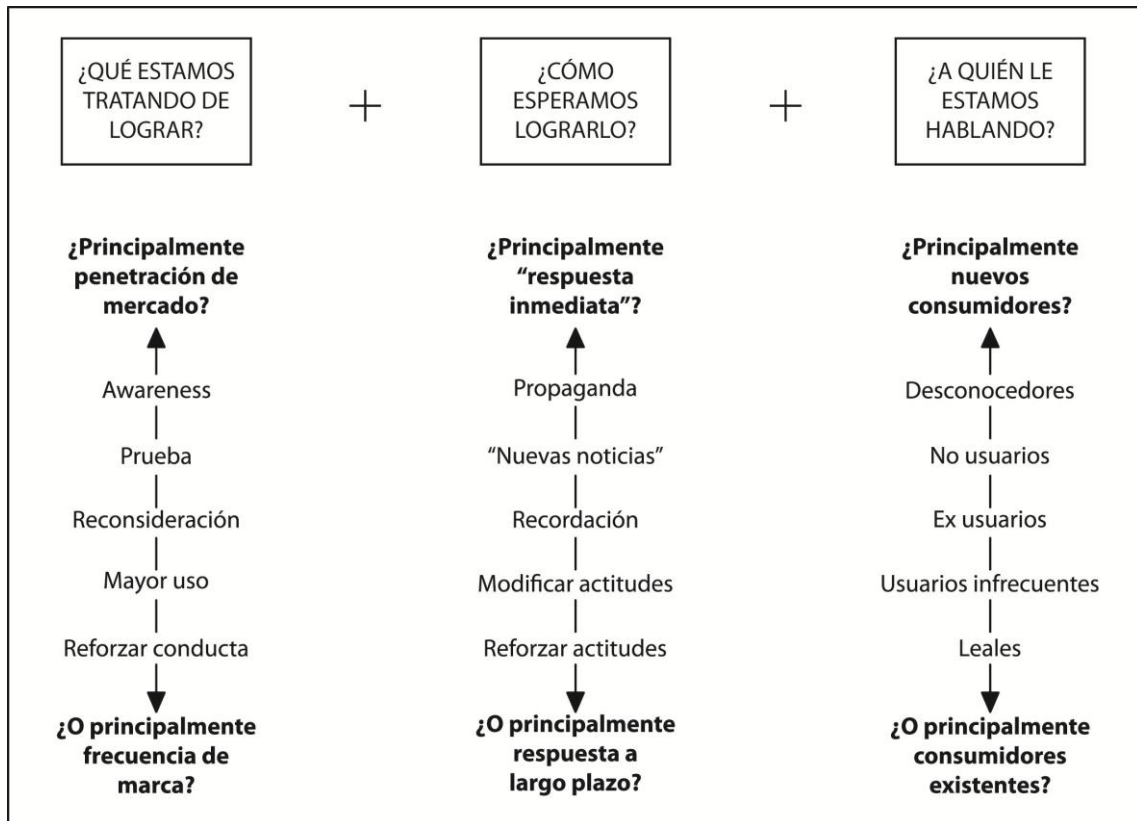 ¿QUÉ ESTAMOS
TRATANDO DE
LOGRAR?
+
¿CÓMO
ESPERAMOS
LOGRARLO?
+
¿A QUIÉN LE
ESTAMOS
HABLANDO?
¿Principalmente
penetración de
mercado?
Awareness
Prueba
Reconsideración
Mayor uso
Reforzar conducta
¿O principalmente
frecuencia de
marca?
¿Principalmente
“respuesta
inmediata”?
Propaganda
“Nuevas noticias”
Recordación
Modificar actitudes
Reforzar actitudes
¿O principalmente
respuesta a
largo plazo?
¿Principalmente
nuevos
consumidores?
Desconocedores
No usuarios
Ex usuarios
Usuarios infrecuentes
Leales
¿O principalmente
consumidores
existentes?